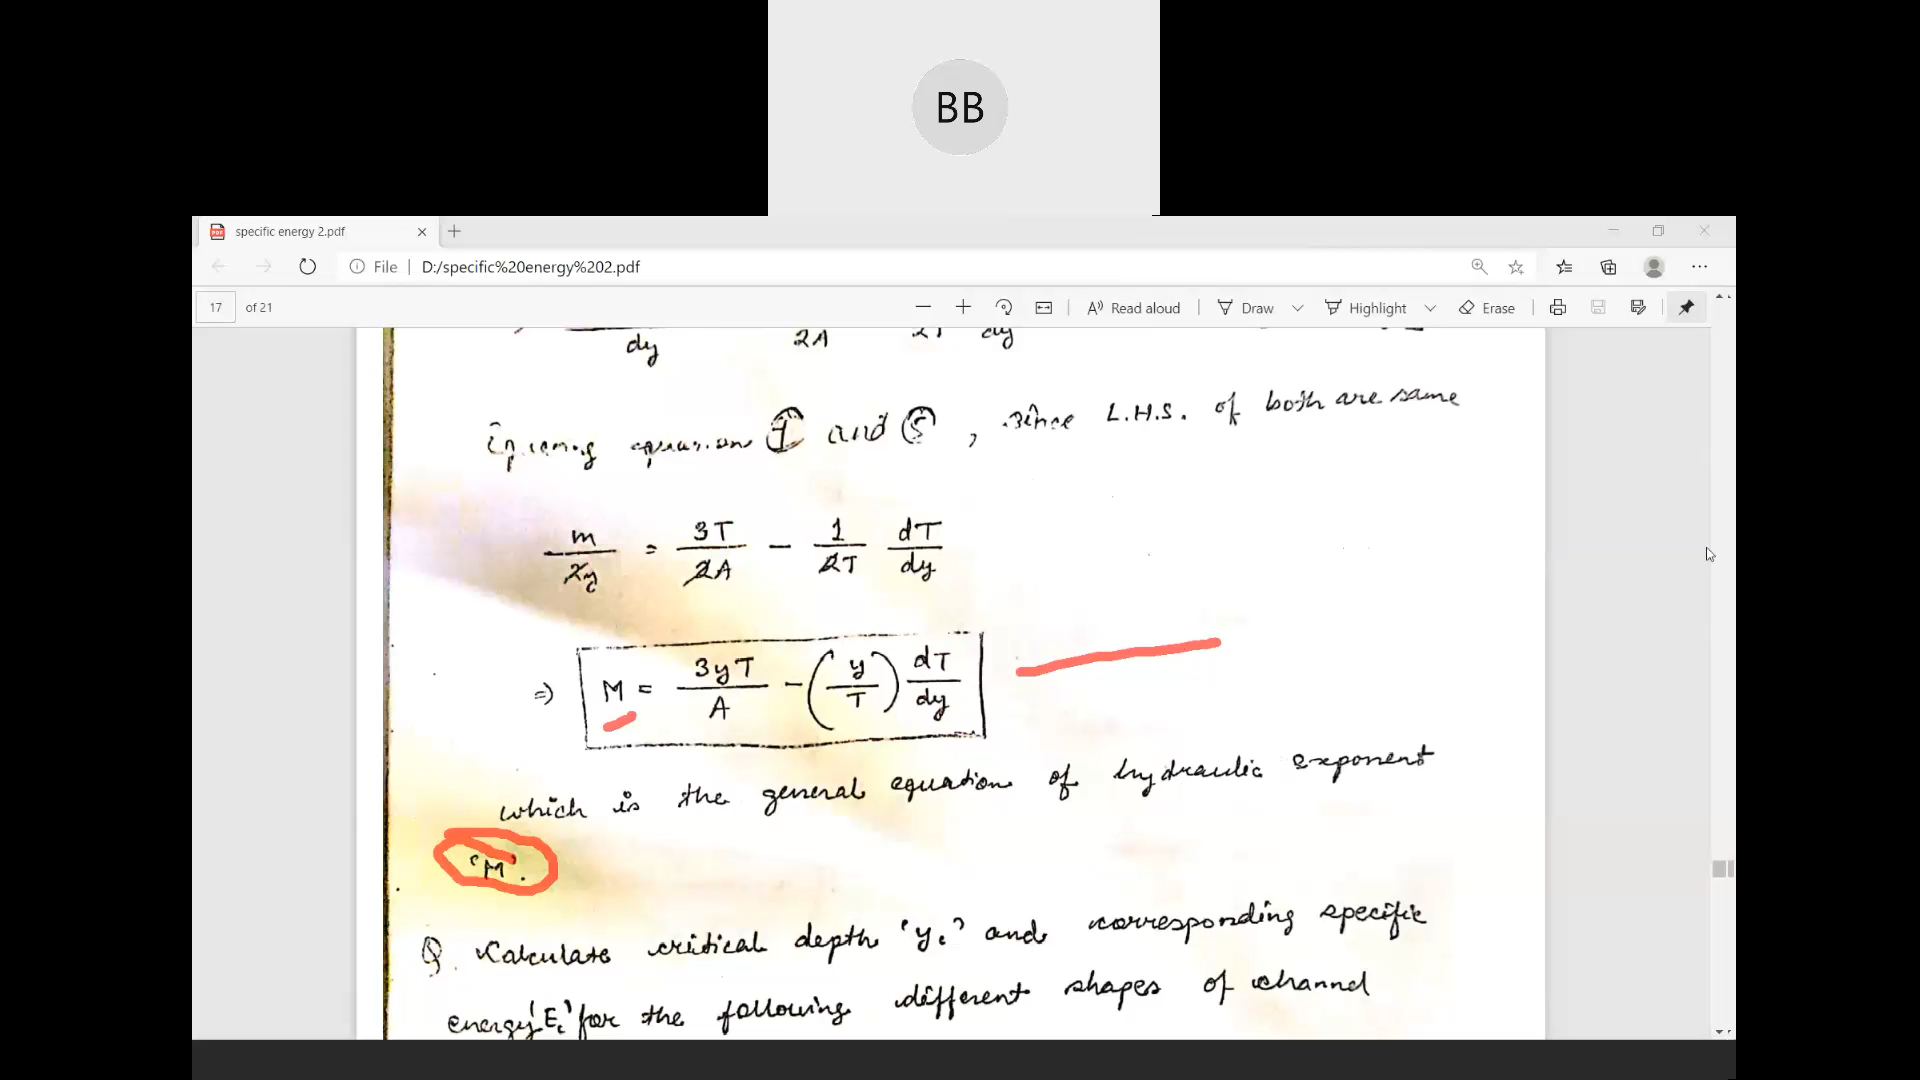 BB
specific energy 2.pdf
File | D:/specific%20energy%202.pdf
17 of 21 Read aloud Draw Highlight Erase
dy 2A 2T dy
equation ① and ⑤, since L.H.S. of both are same
m/2y = 3T/2A - 1/2T dT/dy
⇒ M = 3yT/A - (y/T) dT/dy
which is the general equation of hydraulic exponent
'M'.
Q. Calculate critical depth 'yc' and corresponding specific
energy 'Ec' for the following different shapes of channel